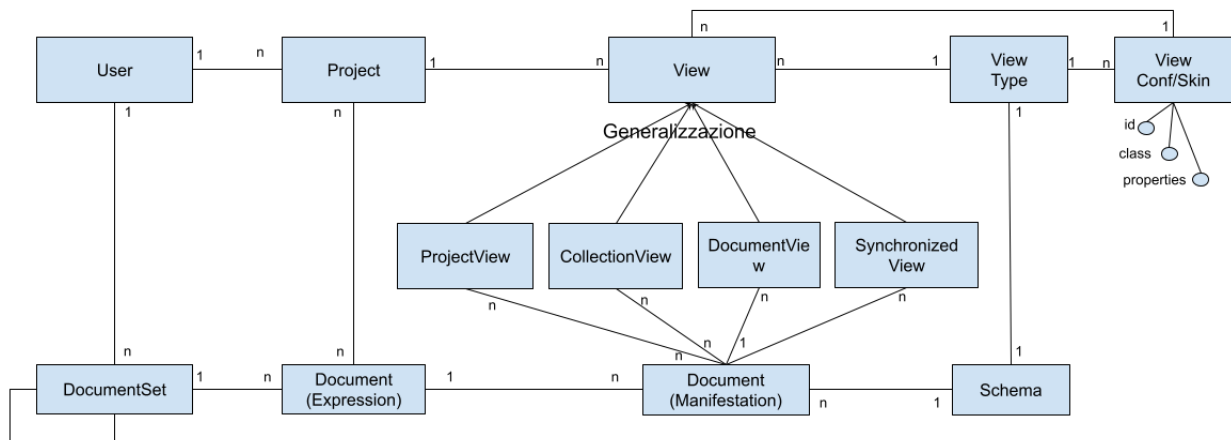 n
1
User
1
n
Project
1
n
View
n
1
View
Type
1
n
View
Conf/Skin
1
n
1
Generalizzazione
id
class
properties
ProjectView
CollectionView
DocumentVie
w
Synchronized
View
n
n
n
n
n
n
n
n
1
1
DocumentSet
1
n
Document
(Expression)
1
n
Document
(Manifestation)
n
1
Schema